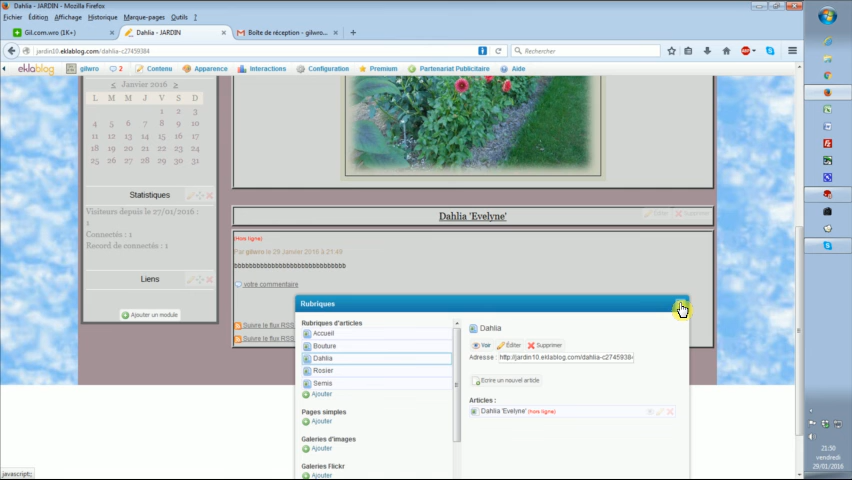 Dahlia - JARDIN - Mozilla Firefox
Fichier Édition Affichage Historique Marque-pages Outils ?
Gil.com.wro (1K+)
Dahlia - JARDIN
Boîte de réception - gilwro...
jardin10.eklablog.com/dahlia-c27459384
Rechercher
eklablog gilwro 2 Contenu Apparence Interactions Configuration Premium Partenariat Publicitaire Aide
< Janvier 2016 >
L M M J V S D
1 2 3
4 5 6 7 8 9 10
11 12 13 14 15 16 17
18 19 20 21 22 23 24
25 26 27 28 29 30 31
Statistiques
Visiteurs depuis le 27/01/2016 :
1
Connectés : 1
Record de connectés : 1
Liens
Ajouter un module
Dahlia 'Evelyne'
Editer Supprimer
(Hors ligne)
Par gilwro le 28 Janvier 2016 à 21:49
votre commentaire
Suivre le flux RSS
Suivre le flux RSS
Rubriques
Rubriques d'articles
Accueil
Bouture
Dahlia
Rosier
Semis
Ajouter
Pages simples
Ajouter
Galeries d'images
Ajouter
Galeries Flickr
Ajouter
Dahlia
Voir Éditer Supprimer
Adresse : http://jardin10.eklablog.com/dahlia-c2745938
Ecrire un nouvel article
Articles :
Dahlia 'Evelyne' (hors ligne)
javascript:;
21:50
vendredi
29/01/2016